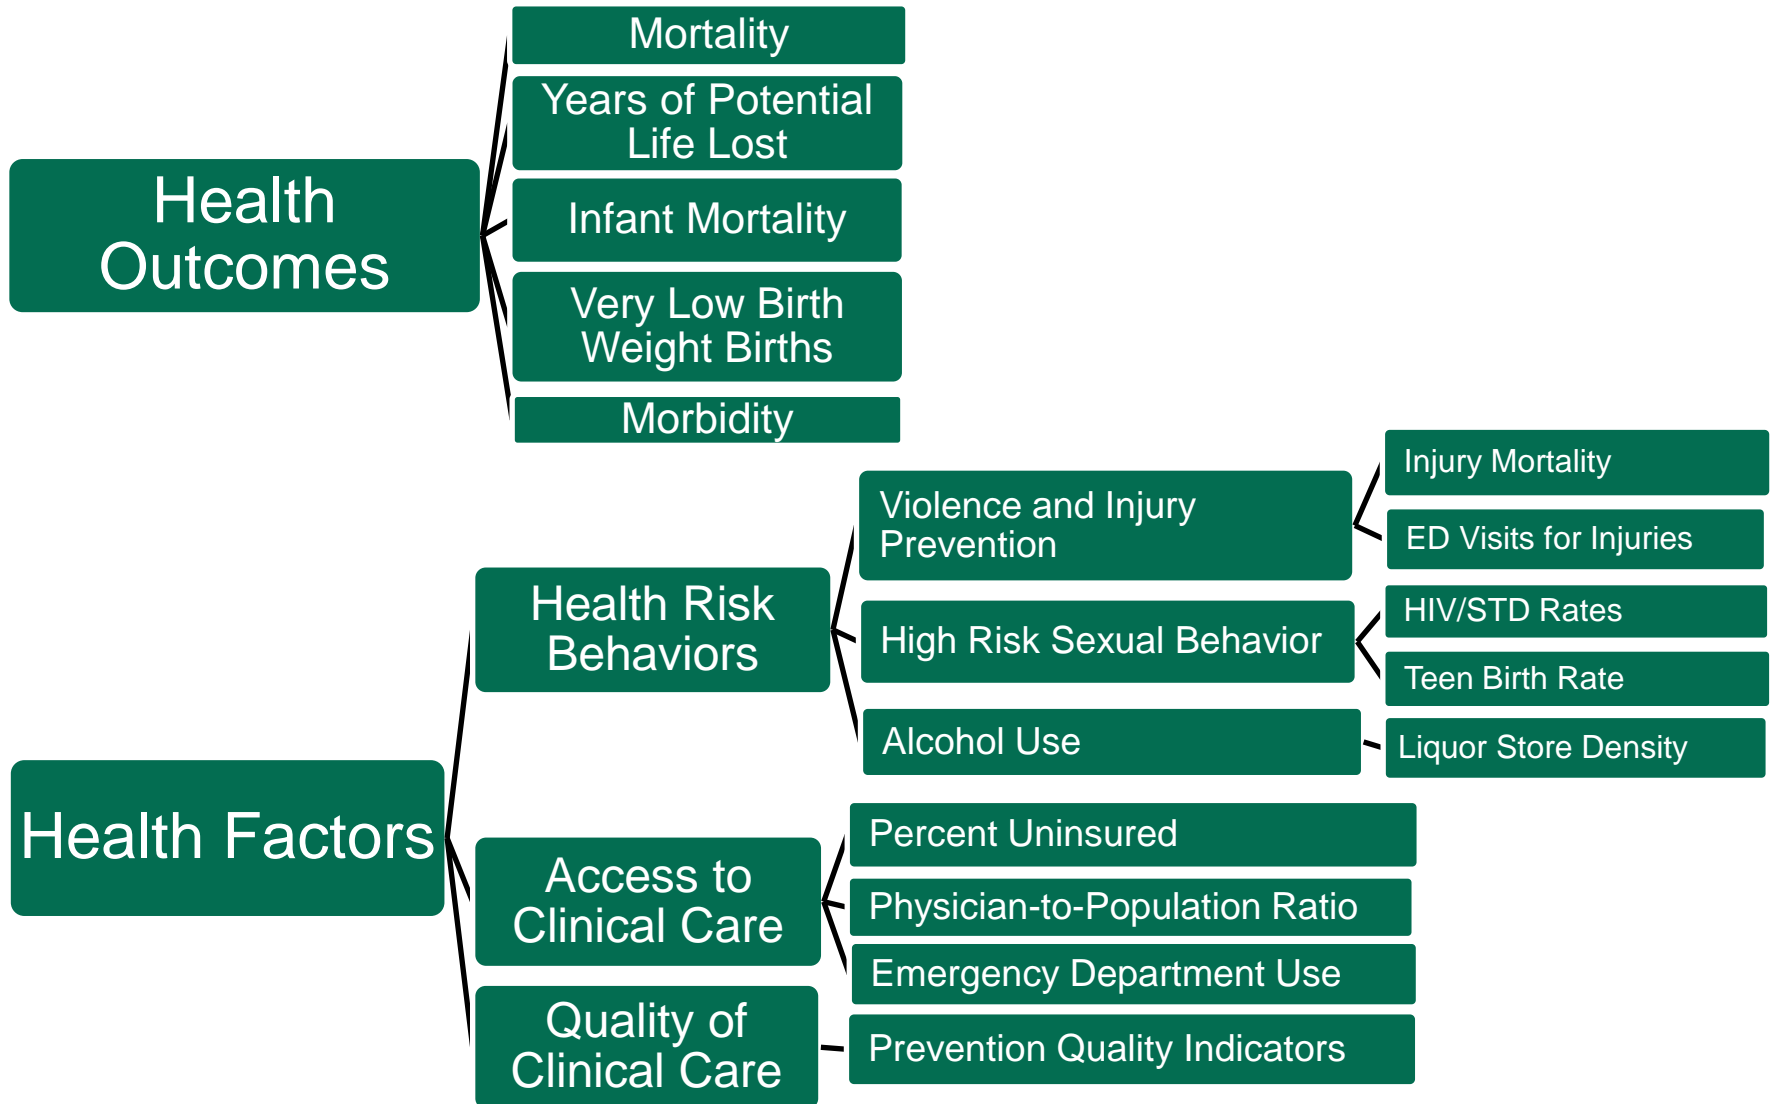 Mortality
Years of Potential
Life Lost
Health
Outcomes
Infant Mortality
Very Low Birth
Weight Births
Morbidity
Injury Mortality
Violence and Injury
Prevention
ED Visits for Injuries
Health Risk
Behaviors
HIV/STD Rates
High Risk Sexual Behavior
Teen Birth Rate
Alcohol Use
Liquor Store Density
Health Factors
Percent Uninsured
Access to
Clinical Care
Physician-to-Population Ratio
Emergency Department Use
Quality of
Clinical Care
Prevention Quality Indicators